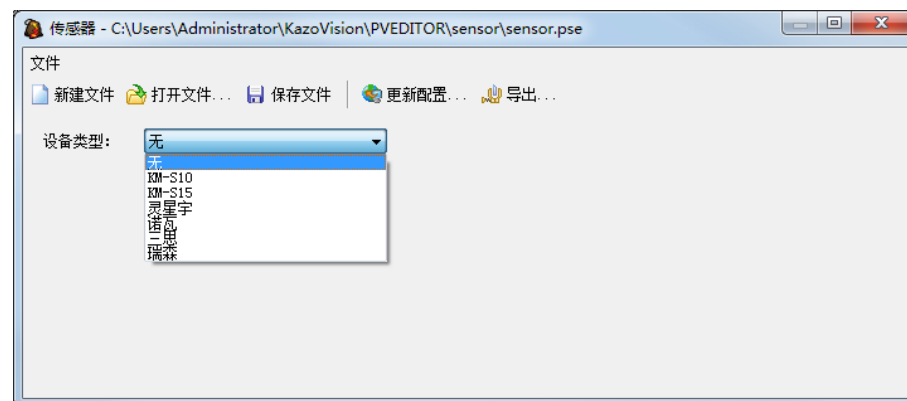 传感器 - C:\Users\Administrator\KazoVision\PVEDITOR\sensor\sensor.pse
文件
新建文件 打开文件... 保存文件 更新配置... 导出...
设备类型: 无
无
KM-S10
KM-S15
灵星宇
诺瓦
三思
瑞森